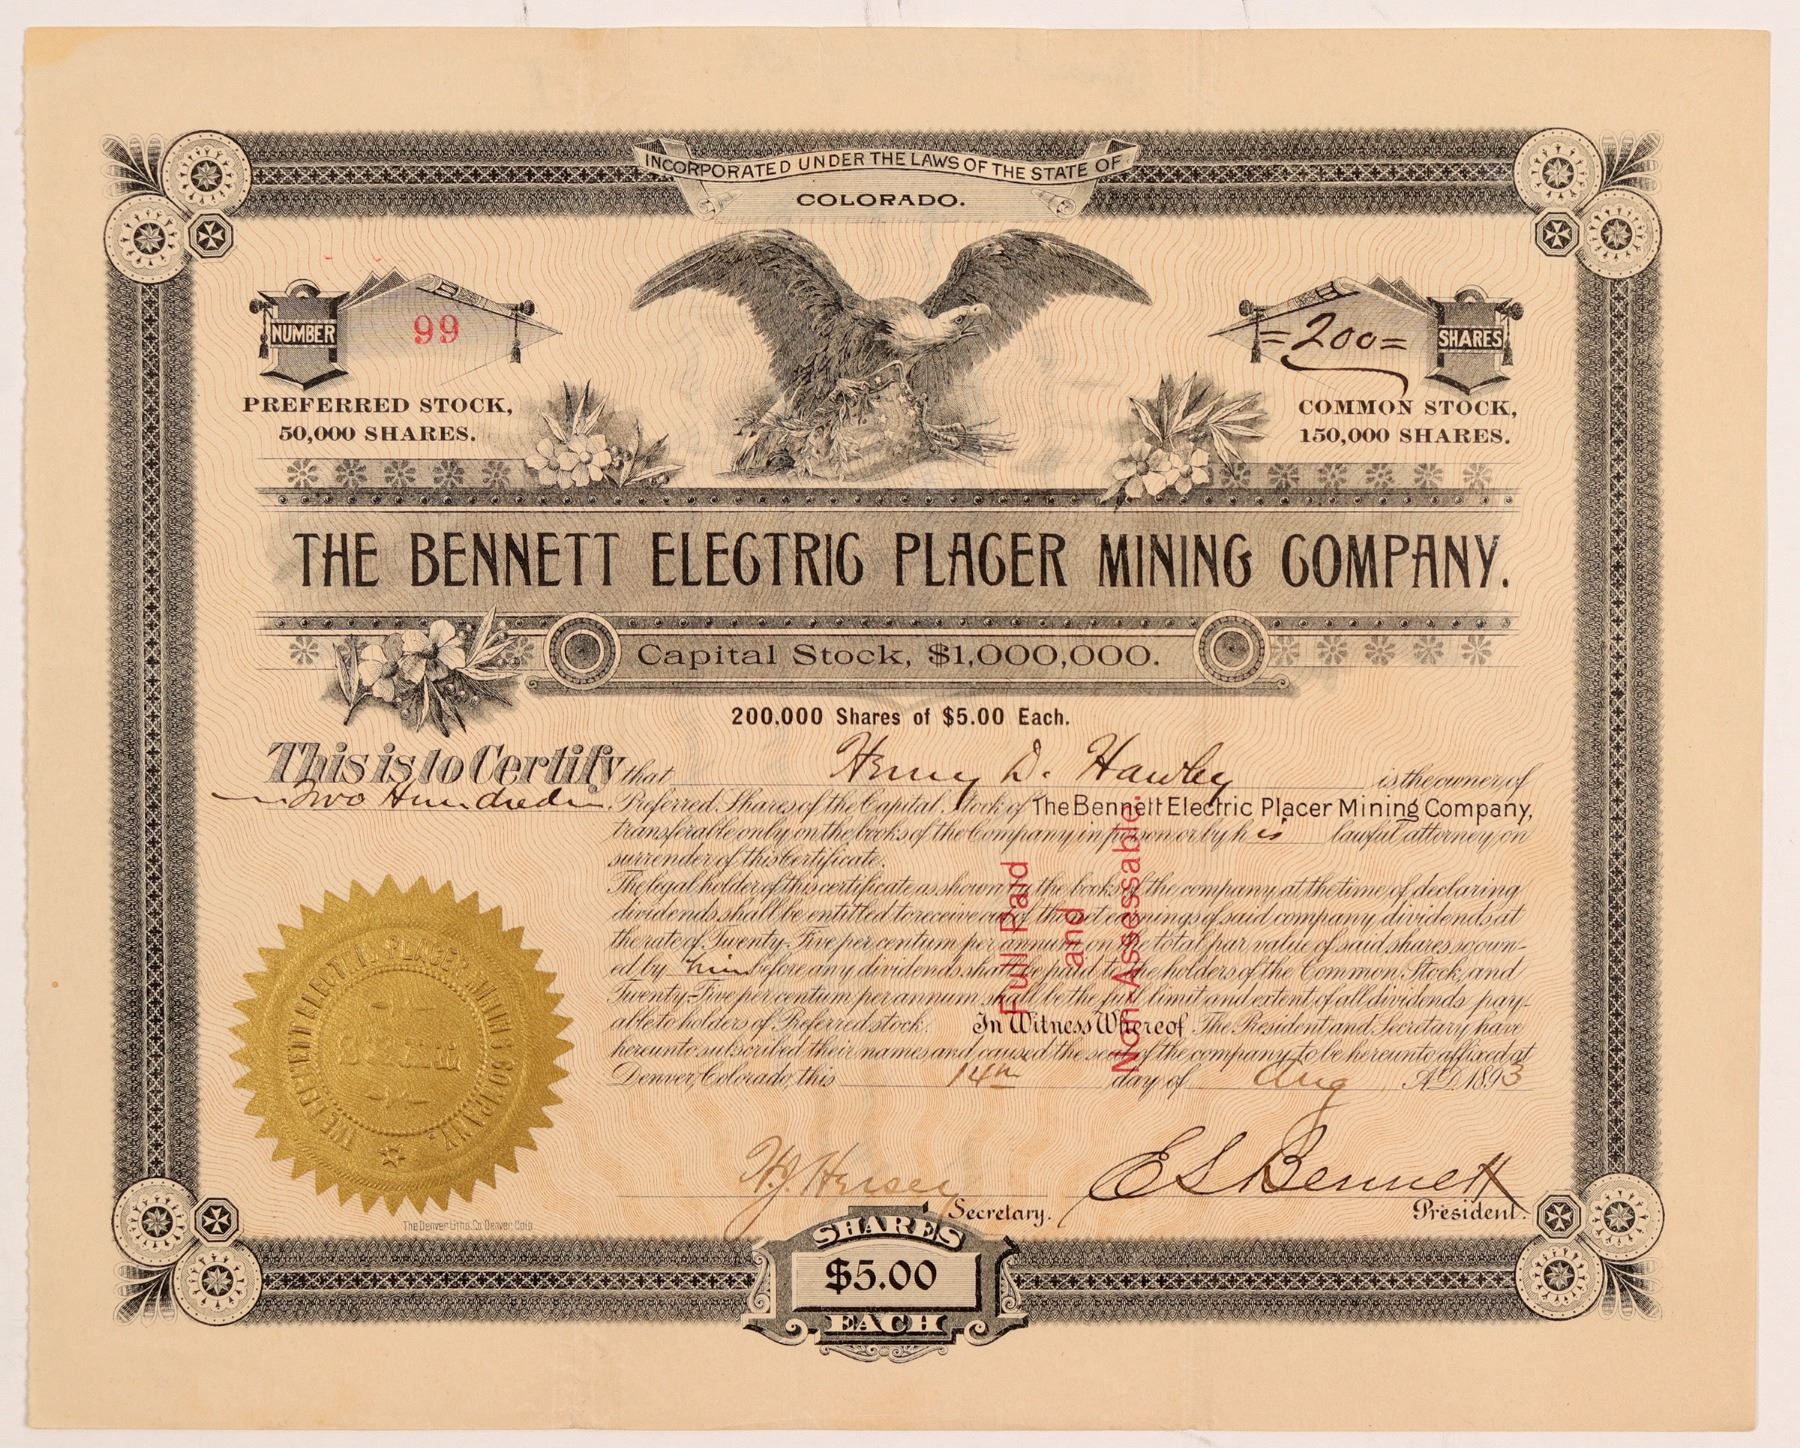 INCORPORATED UNDER THE LAWS OF THE STATE OF
COLORADO.
NUMBER 99
=200= SHARES
PREFERRED STOCK,
50,000 SHARES.
COMMON STOCK,
150,000 SHARES.
THE BENNETT ELECTRIC PLACER MINING COMPANY.
Capital Stock, $1,000,000.
200,000 Shares of $5.00 Each.
This is to Certify that Henry D. Hawley is the owner of
Two Hundred Preferred Shares of the Capital Stock of The Bennett Electric Placer Mining Company,
transferable only on the books of the Company in person or by his lawful attorney on
surrender of this Certificate.
The legal holder of this certificate as shown by the books of the company at the time of declaring
dividends shall be entitled to receive out of the net earnings of said company dividends at
the rate of Twenty-Five per centum per annum on the total par value of said shares so own-
ed by him before any dividends shall be paid to the holders of the Common Stock, and
Twenty-Five per centum per annum shall be the full limit and extent of all dividends pay-
able to holders of Preferred stock. In Witness Whereof The President and Secretary have
hereunto subscribed their names and caused the seal of the company to be hereunto affixed at
Denver, Colorado, this 14th day of Aug A.D. 1893
Full Paid
and
Non-Assessable.
THE BENNETT ELECTRIC PLACER MINING COMPANY.
SEAL
E S Bennett
Secretary.
President.
The Denver Litho. Co. Denver, Colo.
SHARES
$5.00
EACH